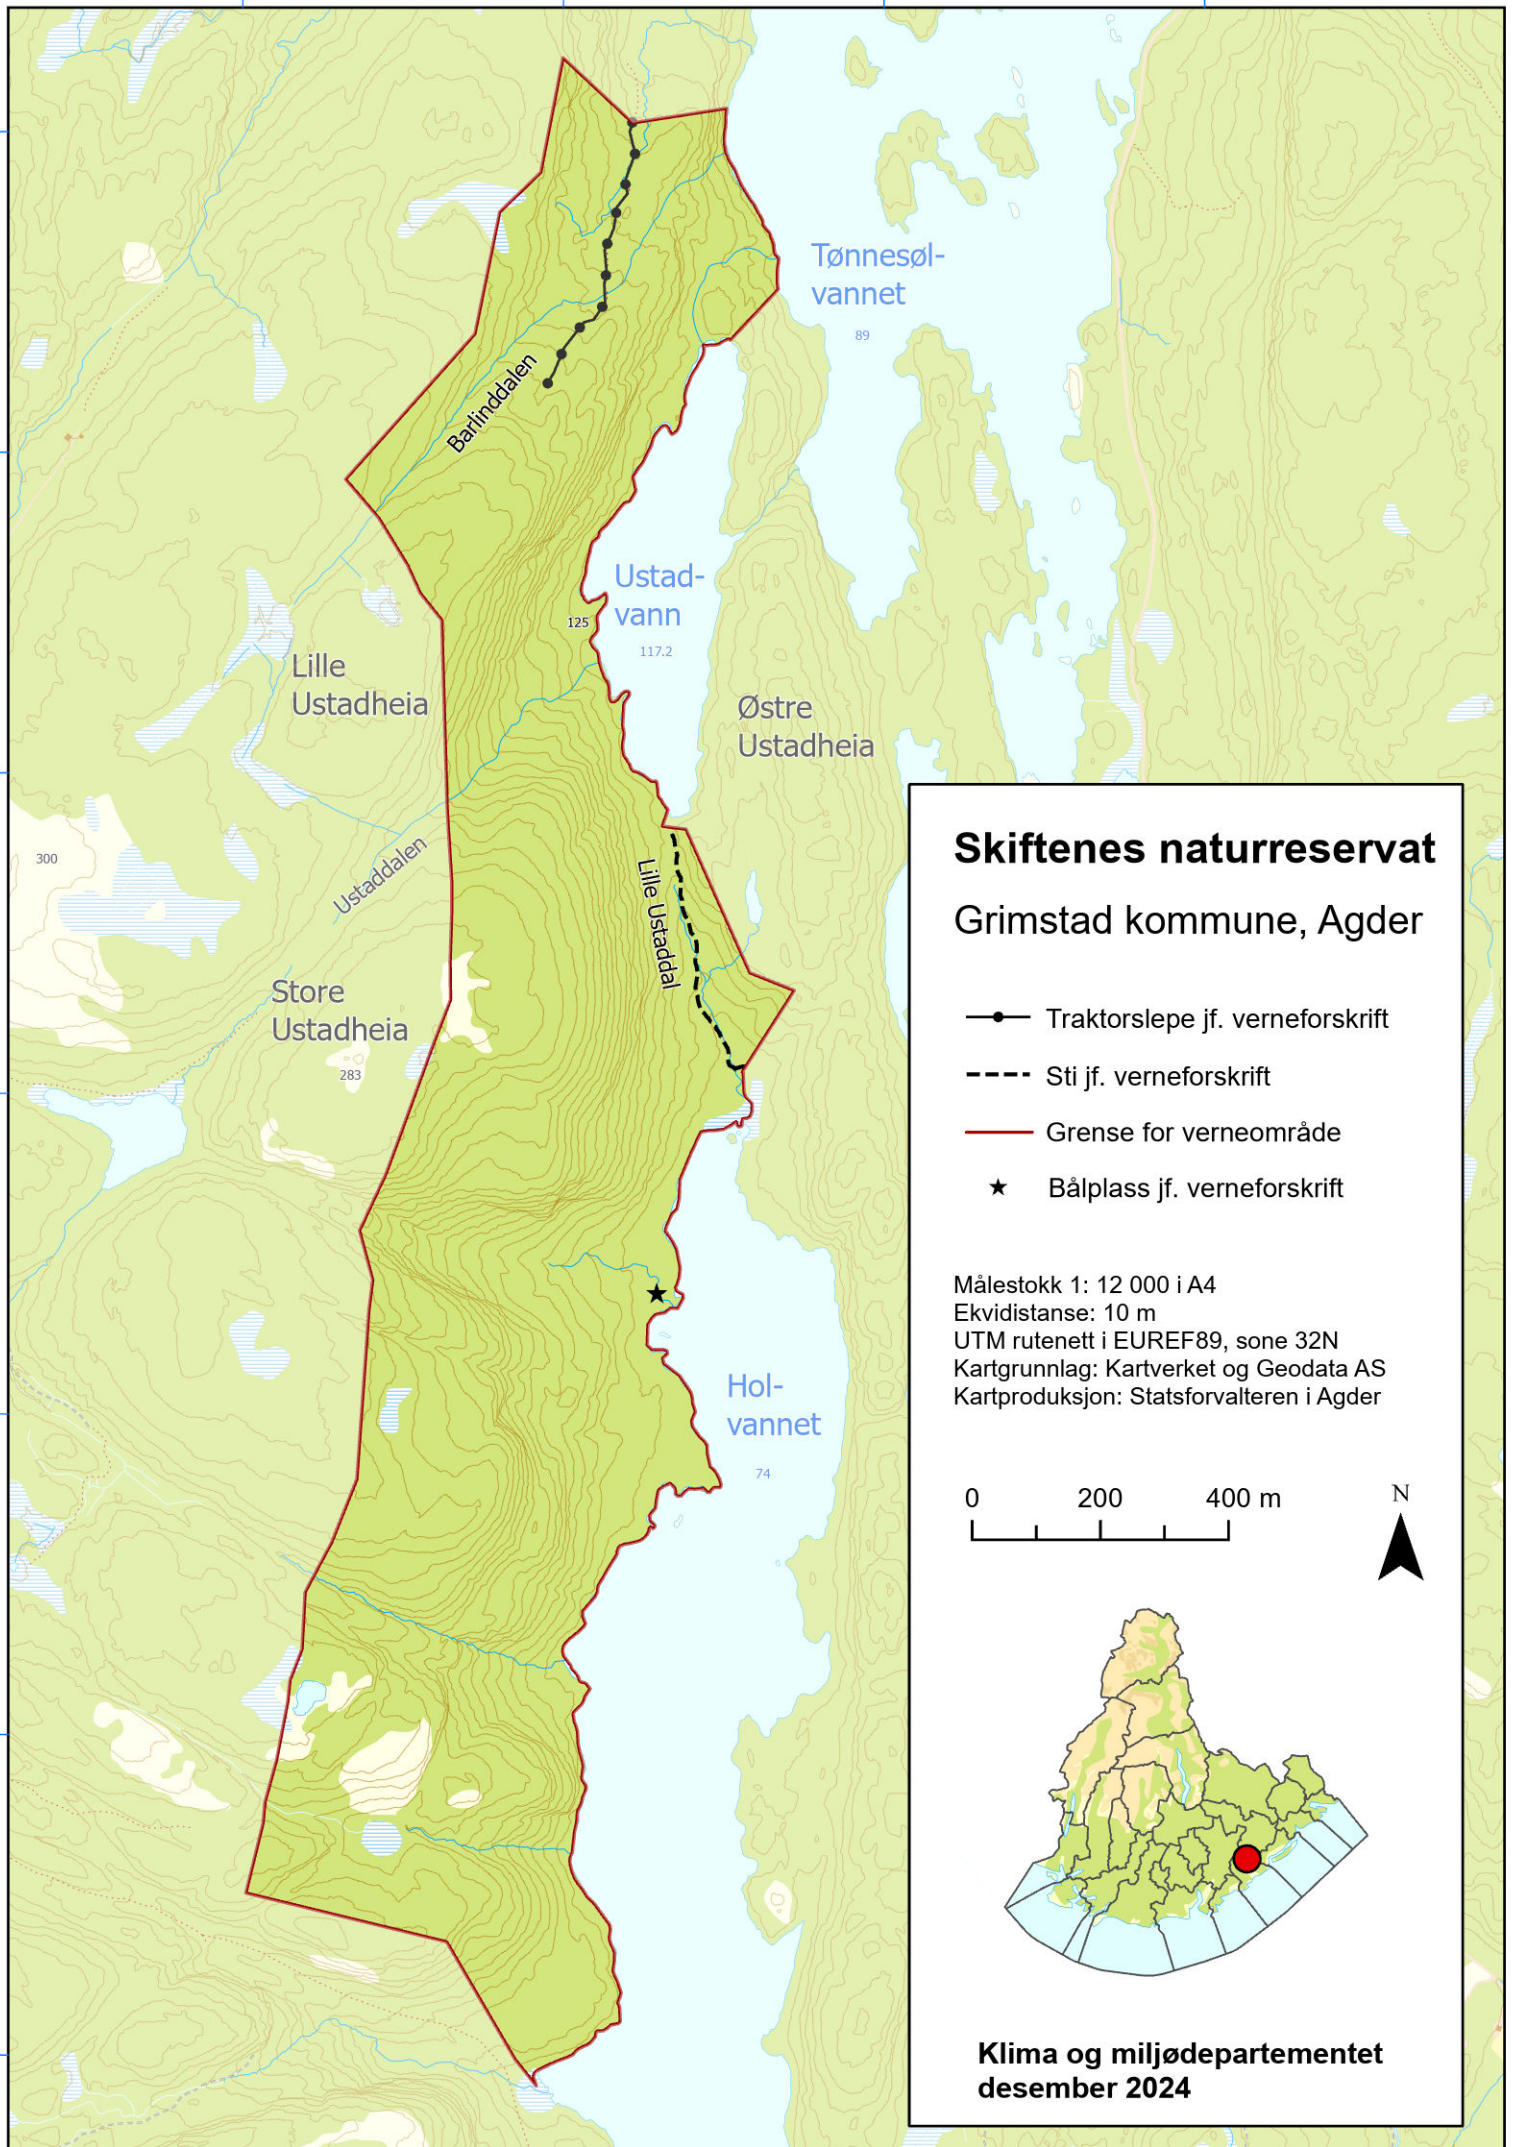 Tønnesøl-
vannet
89
Barlinddalen
Ustad-
vann
117.2
125
Lille
Ustadheia
Østre
Ustadheia
300
Ustaddalen
Lille Ustaddal
Store
Ustadheia
283
Hol-
vannet
74
Skiftenes naturreservat
Grimstad kommune, Agder
Traktorslepe jf. verneforskrift
Sti jf. verneforskrift
Grense for verneområde
Bålplass jf. verneforskrift
Målestokk 1: 12 000 i A4
Ekvidistanse: 10 m
UTM rutenett i EUREF89, sone 32N
Kartgrunnlag: Kartverket og Geodata AS
Kartproduksjon: Statsforvalteren i Agder
0 200 400 m
N
Klima og miljødepartementet
desember 2024